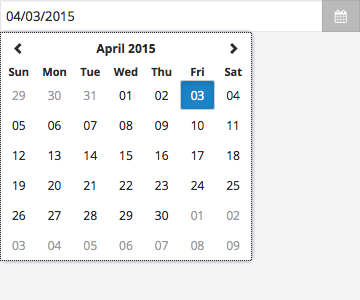 04/03/2015
April 2015
Sun Mon Tue Wed Thu Fri Sat
29 30 31 01 02 03 04
05 06 07 08 09 10 11
12 13 14 15 16 17 18
19 20 21 22 23 24 25
26 27 28 29 30 01 02
03 04 05 06 07 08 09